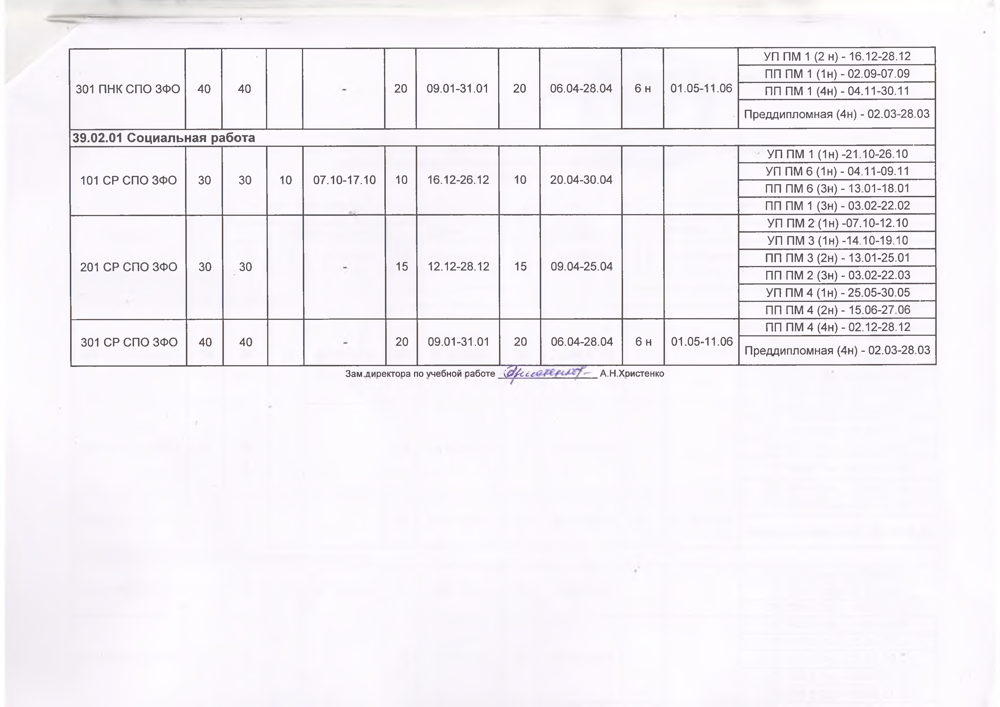 УП ПМ 1 (2 н) - 16.12-28.12
ПП ПМ 1 (1н) - 02.09-07.09
301 ПНК СПО ЗФО 40 40 - 20 09.01-31.01 20 06.04-28.04 6 н 01.05-11.06
ПП ПМ 1 (4н) - 04.11-30.11
Преддипломная (4н) - 02.03-28.03
39.02.01 Социальная работа
УП ПМ 1 (1н) -21.10-26.10
УП ПМ 6 (1н) - 04.11-09.11
101 СР СПО ЗФО 30 30 10 07.10-17.10 10 16.12-26.12 10 20.04-30.04
ПП ПМ 6 (3н) - 13.01-18.01
ПП ПМ 1 (3н) - 03.02-22.02
УП ПМ 2 (1н) -07.10-12.10
УП ПМ 3 (1н) -14.10-19.10
ПП ПМ 3 (2н) - 13.01-25.01
201 СР СПО ЗФО 30 30 - 15 12.12-28.12 15 09.04-25.04
ПП ПМ 2 (3н) - 03.02-22.03
УП ПМ 4 (1н) - 25.05-30.05
ПП ПМ 4 (2н) - 15.06-27.06
ПП ПМ 4 (4н) - 02.12-28.12
301 СР СПО ЗФО 40 40 - 20 09.01-31.01 20 06.04-28.04 6 н 01.05-11.06
Преддипломная (4н) - 02.03-28.03
Зам.директора по учебной работе А.Н.Христенко